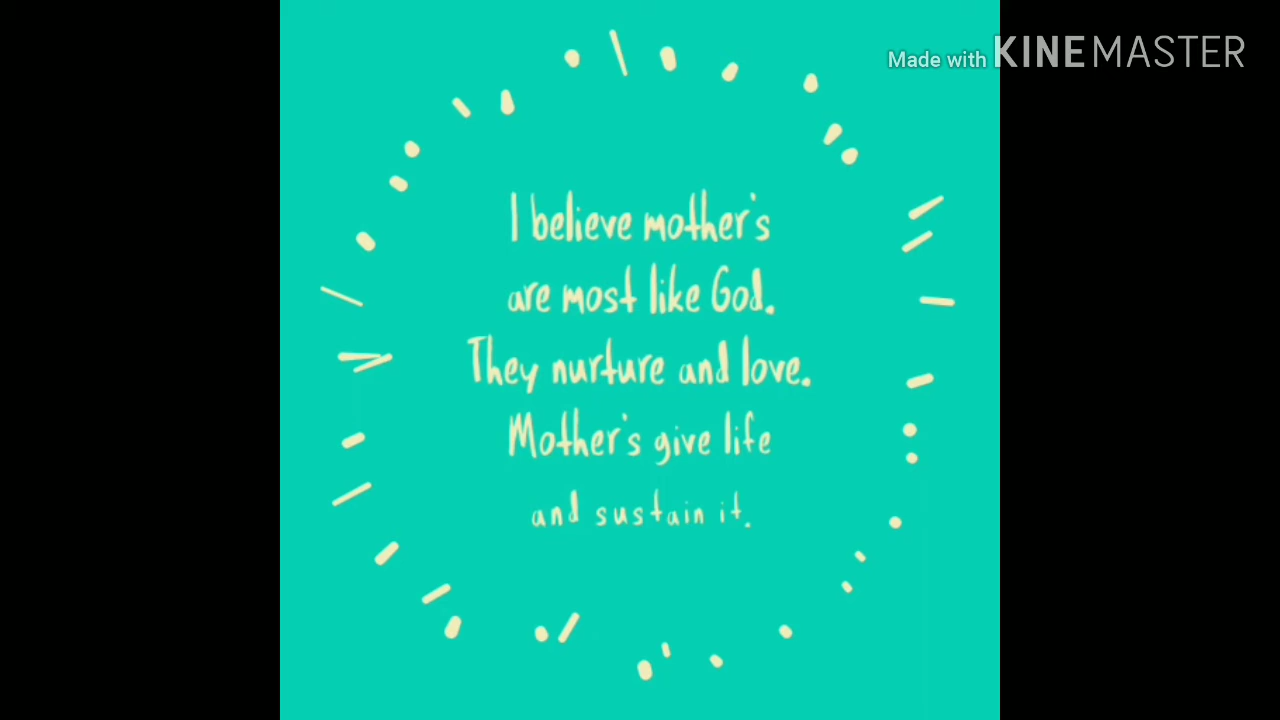 Made with KINEMASTER
I believe mother's
are most like God.
They nurture and love.
Mother's give life
and sustain it.